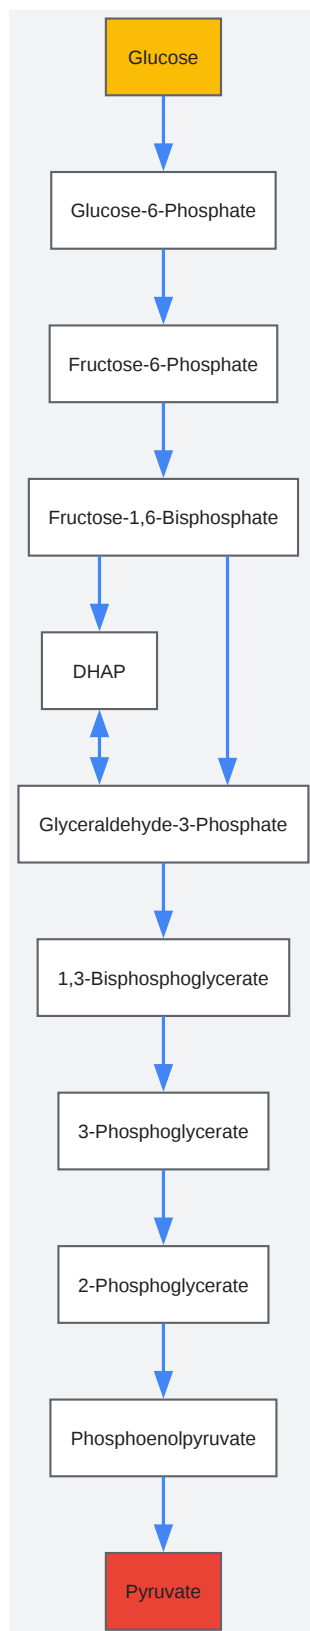 Glucose
Glucose-6-Phosphate
Fructose-6-Phosphate
Fructose-1,6-Bisphosphate
DHAP
Glyceraldehyde-3-Phosphate
1,3-Bisphosphoglycerate
3-Phosphoglycerate
2-Phosphoglycerate
Phosphoenolpyruvate
Pyruvate